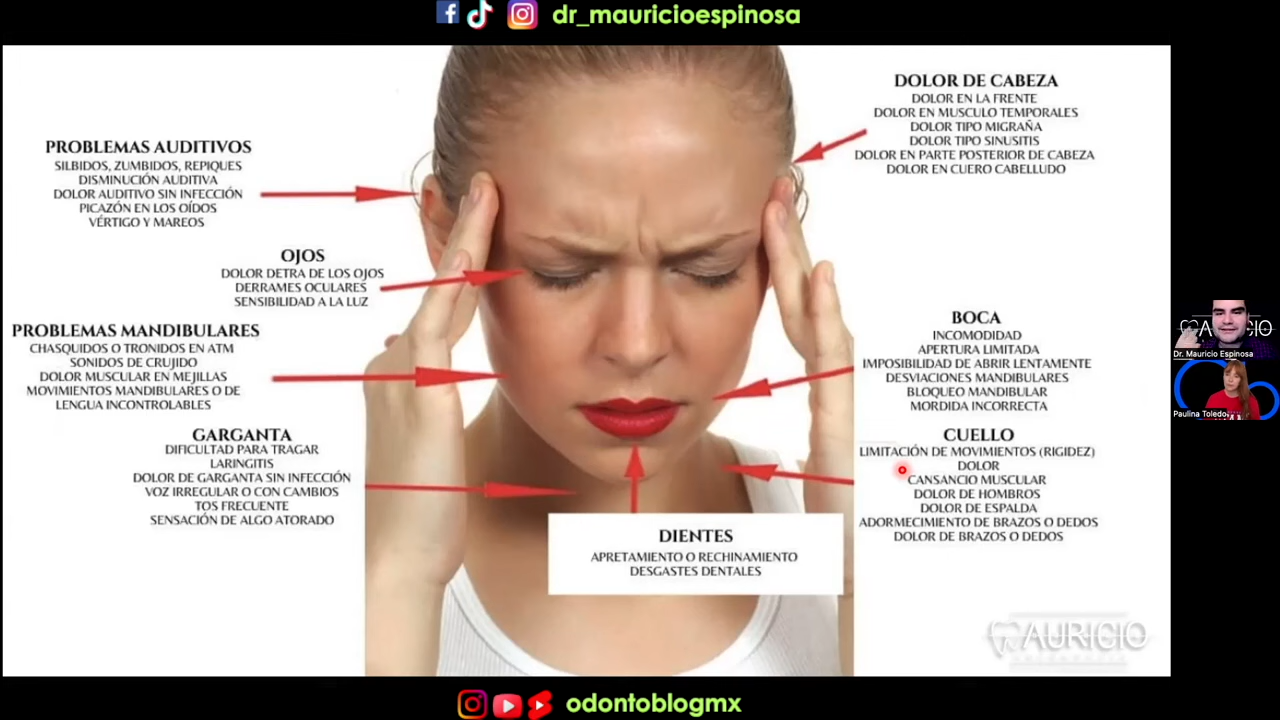 dr_mauricioespinosa
PROBLEMAS AUDITIVOS
SILBIDOS, ZUMBIDOS, REPIQUES
DISMINUCIÓN AUDITIVA
DOLOR AUDITIVO SIN INFECCIÓN
PICAZÓN EN LOS OÍDOS
VÉRTIGO Y MAREOS
OJOS
DOLOR DETRA DE LOS OJOS
DERRAMES OCULARES
SENSIBILIDAD A LA LUZ
PROBLEMAS MANDIBULARES
CHASQUIDOS O TRONIDOS EN ATM
SONIDOS DE CRUJIDO
DOLOR MUSCULAR EN MEJILLAS
MOVIMIENTOS MANDIBULARES O DE
LENGUA INCONTROLABLES
GARGANTA
DIFICULTAD PARA TRAGAR
LARINGITIS
DOLOR DE GARGANTA SIN INFECCIÓN
VOZ IRREGULAR O CON CAMBIOS
TOS FRECUENTE
SENSACIÓN DE ALGO ATORADO
DIENTES
APRETAMIENTO O RECHINAMIENTO
DESGASTES DENTALES
DOLOR DE CABEZA
DOLOR EN LA FRENTE
DOLOR EN MUSCULO TEMPORALES
DOLOR TIPO MIGRAÑA
DOLOR TIPO SINUSITIS
DOLOR EN PARTE POSTERIOR DE CABEZA
DOLOR EN CUERO CABELLUDO
BOCA
INCOMODIDAD
APERTURA LIMITADA
IMPOSIBILIDAD DE ABRIR LENTAMENTE
DESVIACIONES MANDIBULARES
BLOQUEO MANDIBULAR
MORDIDA INCORRECTA
CUELLO
LIMITACIÓN DE MOVIMIENTOS (RIGIDEZ)
DOLOR
CANSANCIO MUSCULAR
DOLOR DE HOMBROS
DOLOR DE ESPALDA
ADORMECIMIENTO DE BRAZOS O DEDOS
DOLOR DE BRAZOS O DEDOS
AURICIO
Dr. Mauricio Espinosa
Paulina Toledo
odontoblogmx